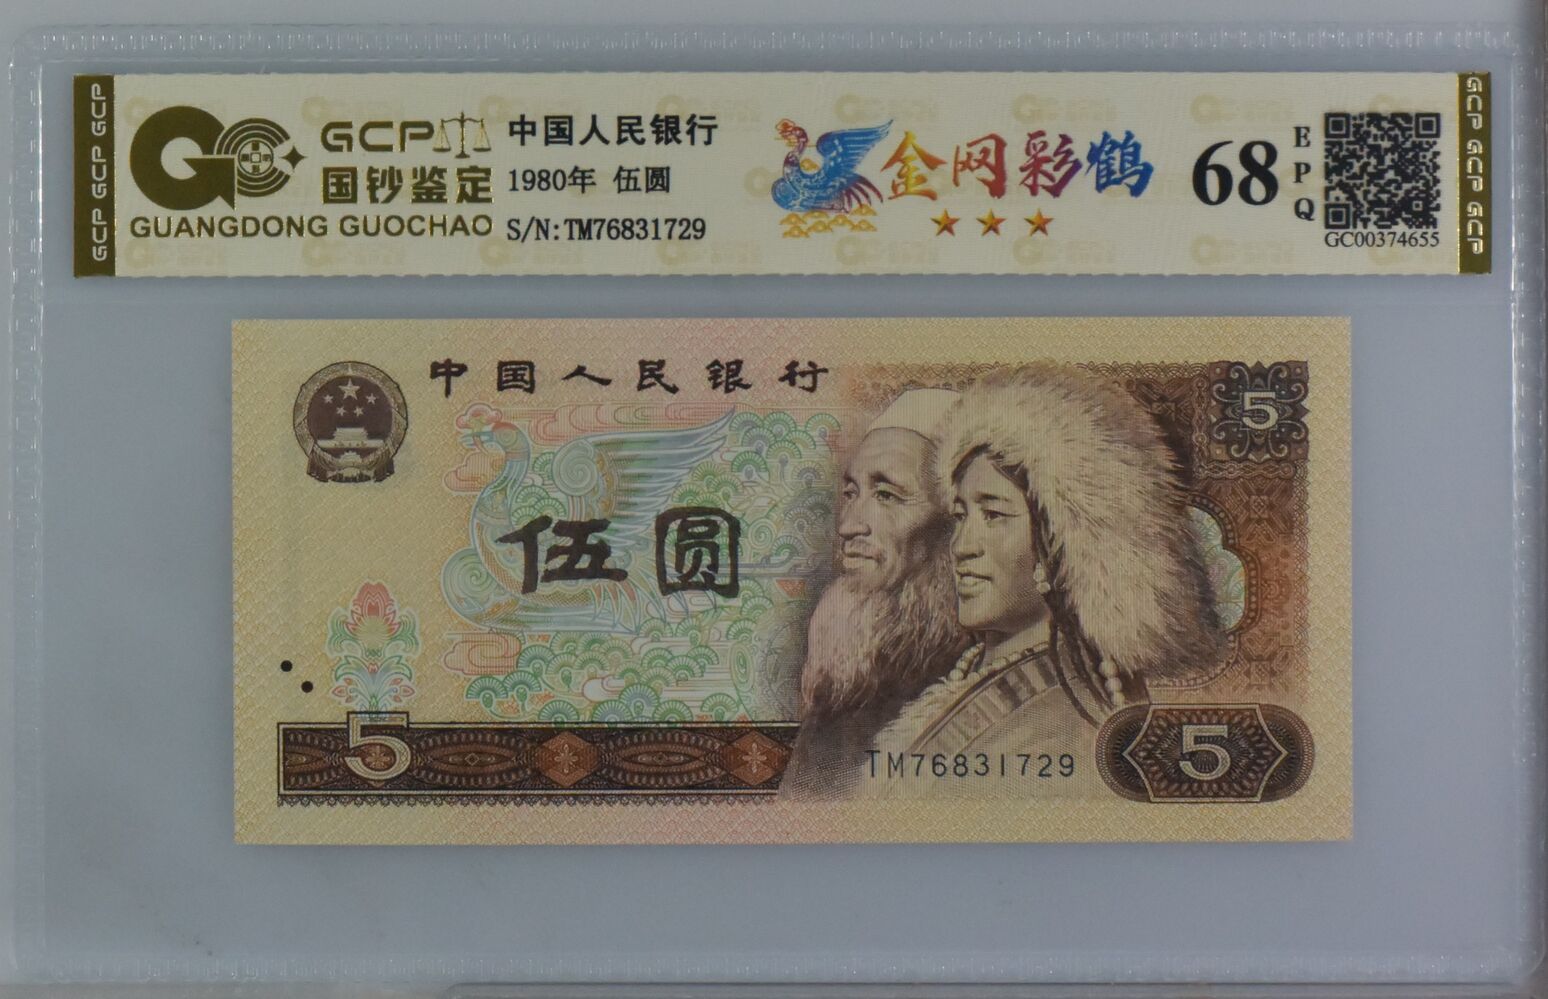 GCP GCP GCP
GCP
国钞鉴定
GUANGDONG GUOCHAO
中国人民银行
1980年 伍圆
S/N:TM76831729
金网彩鹤
68
EPQ
GC00374655
GCP GCP GCP
中国人民银行
5
伍圆
5
TM76831729
5